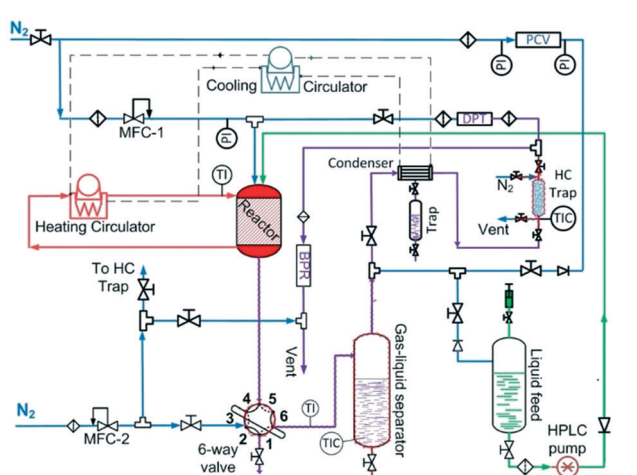 N2
PCV
PI
PI
Cooling Circulator
MFC-1
PI
DPT
Condenser
HC
Trap
N2
TI
Reactor
Trap
Vent
TIC
Heating Circulator
To HC
Trap
BPR
Vent
Gas-liquid separator
Liquid feed
4 5
3 6
2 1
TI
N2
MFC-2
TIC
HPLC
pump
6-way
valve